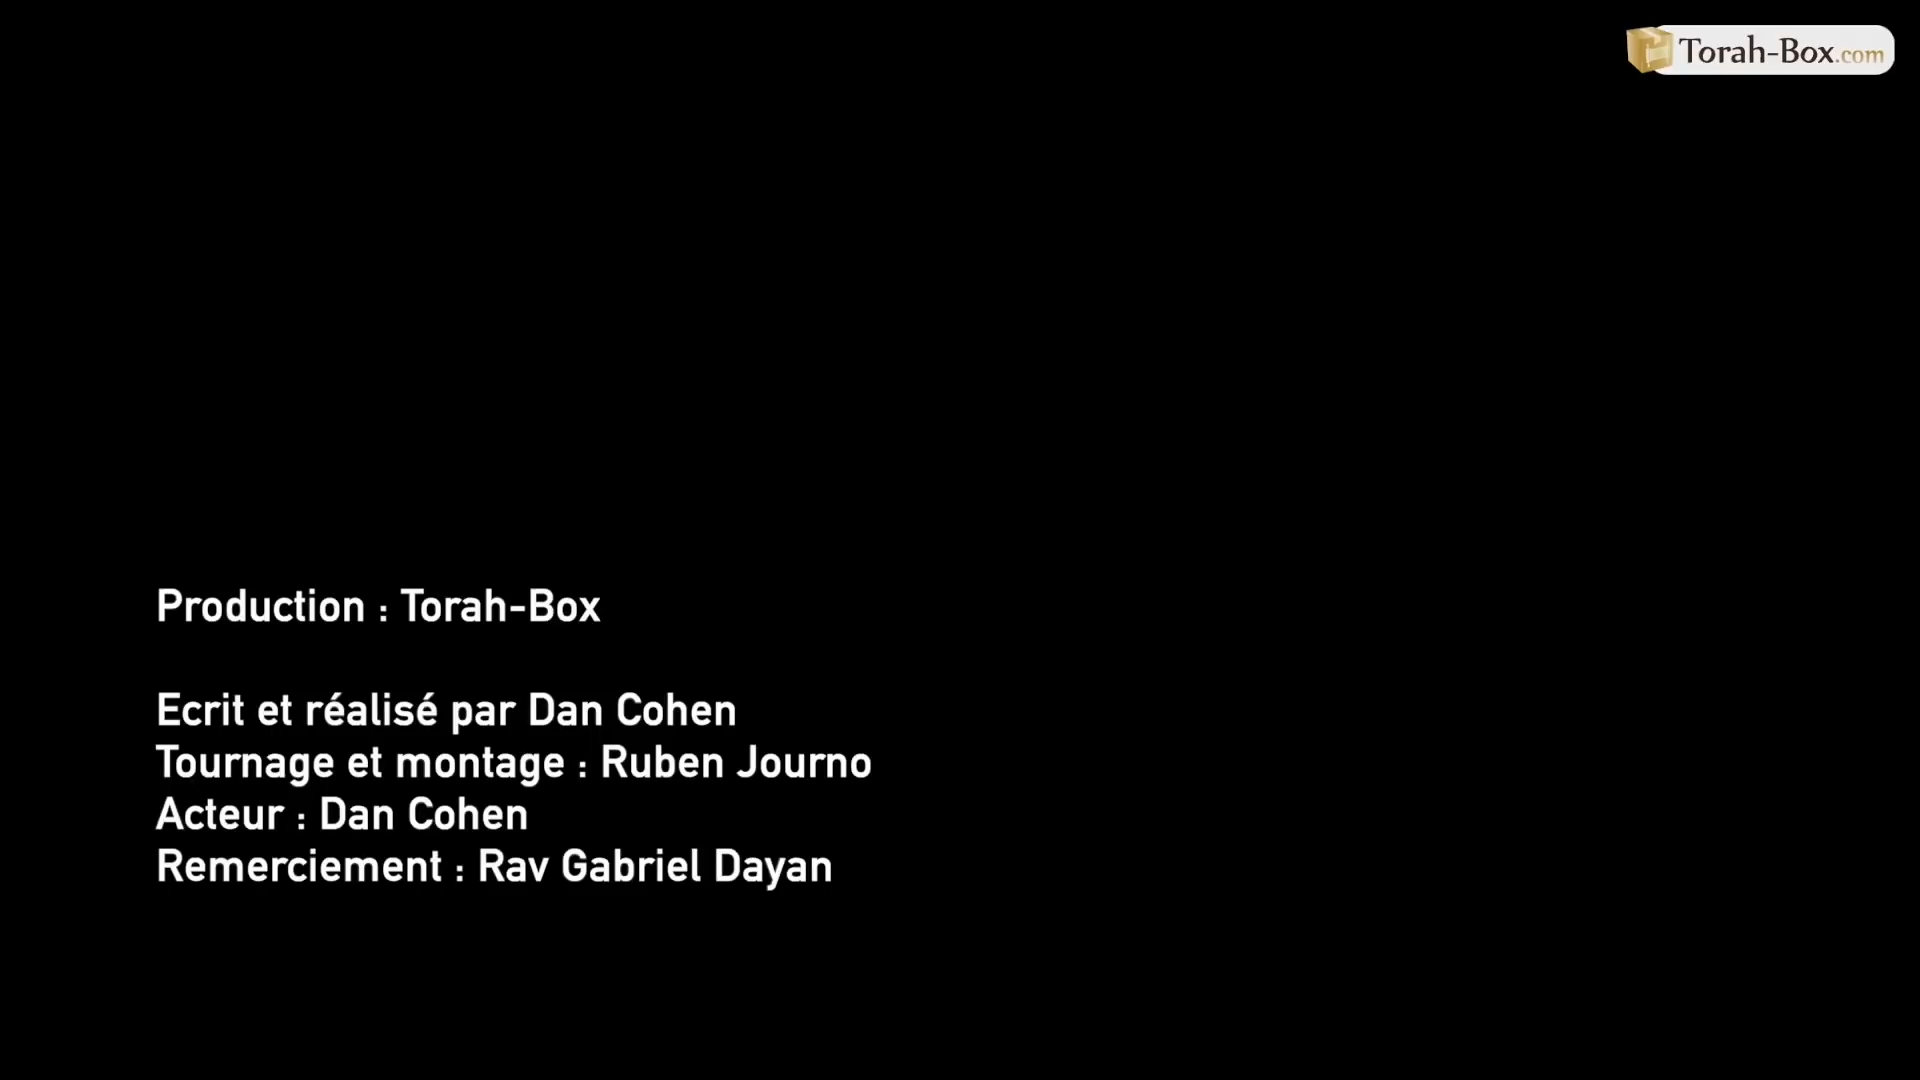 Torah-Box.com
Production : Torah-Box
Ecrit et réalisé par Dan Cohen
Tournage et montage : Ruben Journo
Acteur : Dan Cohen
Remerciement : Rav Gabriel Dayan